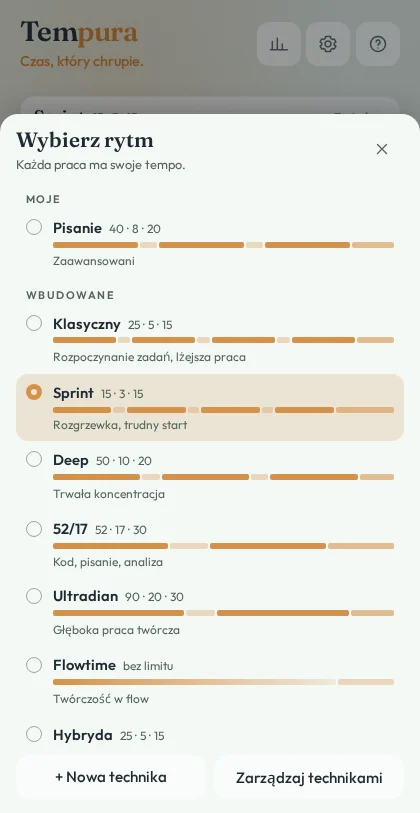 Tempura
Czas, który chrupie.
Wybierz rytm
Każda praca ma swoje tempo.
MOJE
Pisanie 40 · 8 · 20
Zaawansowani
WBUDOWANE
Klasyczny 25 · 5 · 15
Rozpoczynanie zadań, lżejsza praca
Sprint 15 · 3 · 15
Rozgrzewka, trudny start
Deep 50 · 10 · 20
Trwała koncentracja
52/17 52 · 17 · 30
Kod, pisanie, analiza
Ultradian 90 · 20 · 30
Głęboka praca twórcza
Flowtime bez limitu
Twórczość w flow
Hybryda 25 · 5 · 15
+ Nowa technika
Zarządzaj technikami